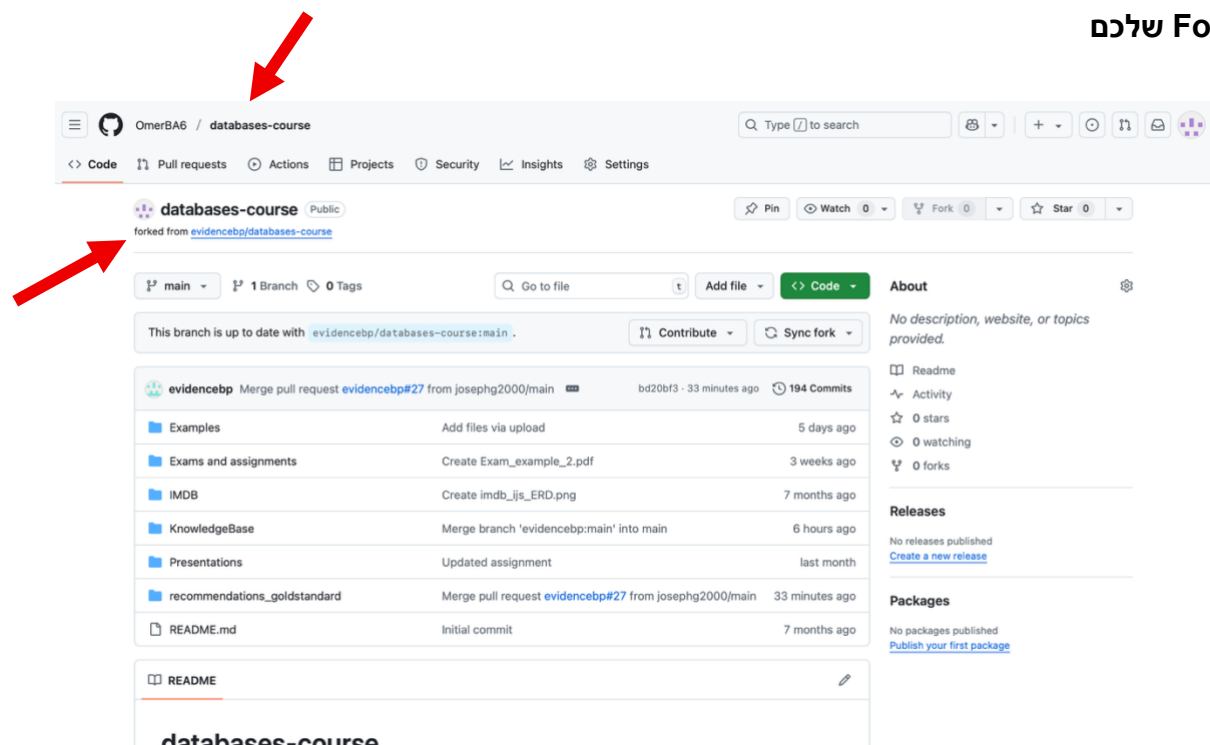 Fo שלכם
OmerBA6 / databases-course
Type / to search
Code Pull requests Actions Projects Security Insights Settings
databases-course Public
Pin Watch 0 Fork 0 Star 0
forked from evidencebp/databases-course
main 1 Branch 0 Tags
Go to file t Add file Code
About
This branch is up to date with evidencebp/databases-course:main .
Contribute Sync fork
No description, website, or topics
provided.
Readme
Activity
0 stars
0 watching
0 forks
evidencebp Merge pull request evidencebp#27 from josephg2000/main bd20bf3 · 33 minutes ago 194 Commits
Examples Add files via upload 5 days ago
Exams and assignments Create Exam_example_2.pdf 3 weeks ago
IMDB Create imdb_ijs_ERD.png 7 months ago
KnowledgeBase Merge branch 'evidencebp:main' into main 6 hours ago
Presentations Updated assignment last month
recommendations_goldstandard Merge pull request evidencebp#27 from josephg2000/main 33 minutes ago
README.md Initial commit 7 months ago
Releases
No releases published
Create a new release
Packages
No packages published
Publish your first package
README
databases-course